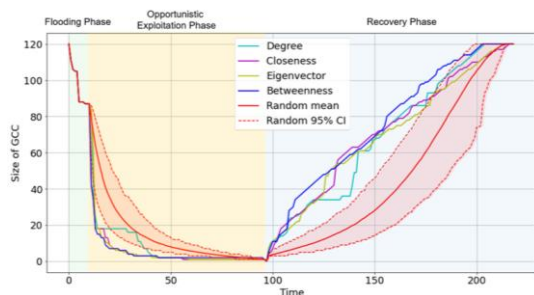 Flooding Phase
Opportunistic
Exploitation Phase
Recovery Phase
Size of GCC
120
100
80
60
40
20
0
Degree
Closeness
Eigenvector
Betweenness
Random mean
Random 95% CI
0
50
100
150
200
Time